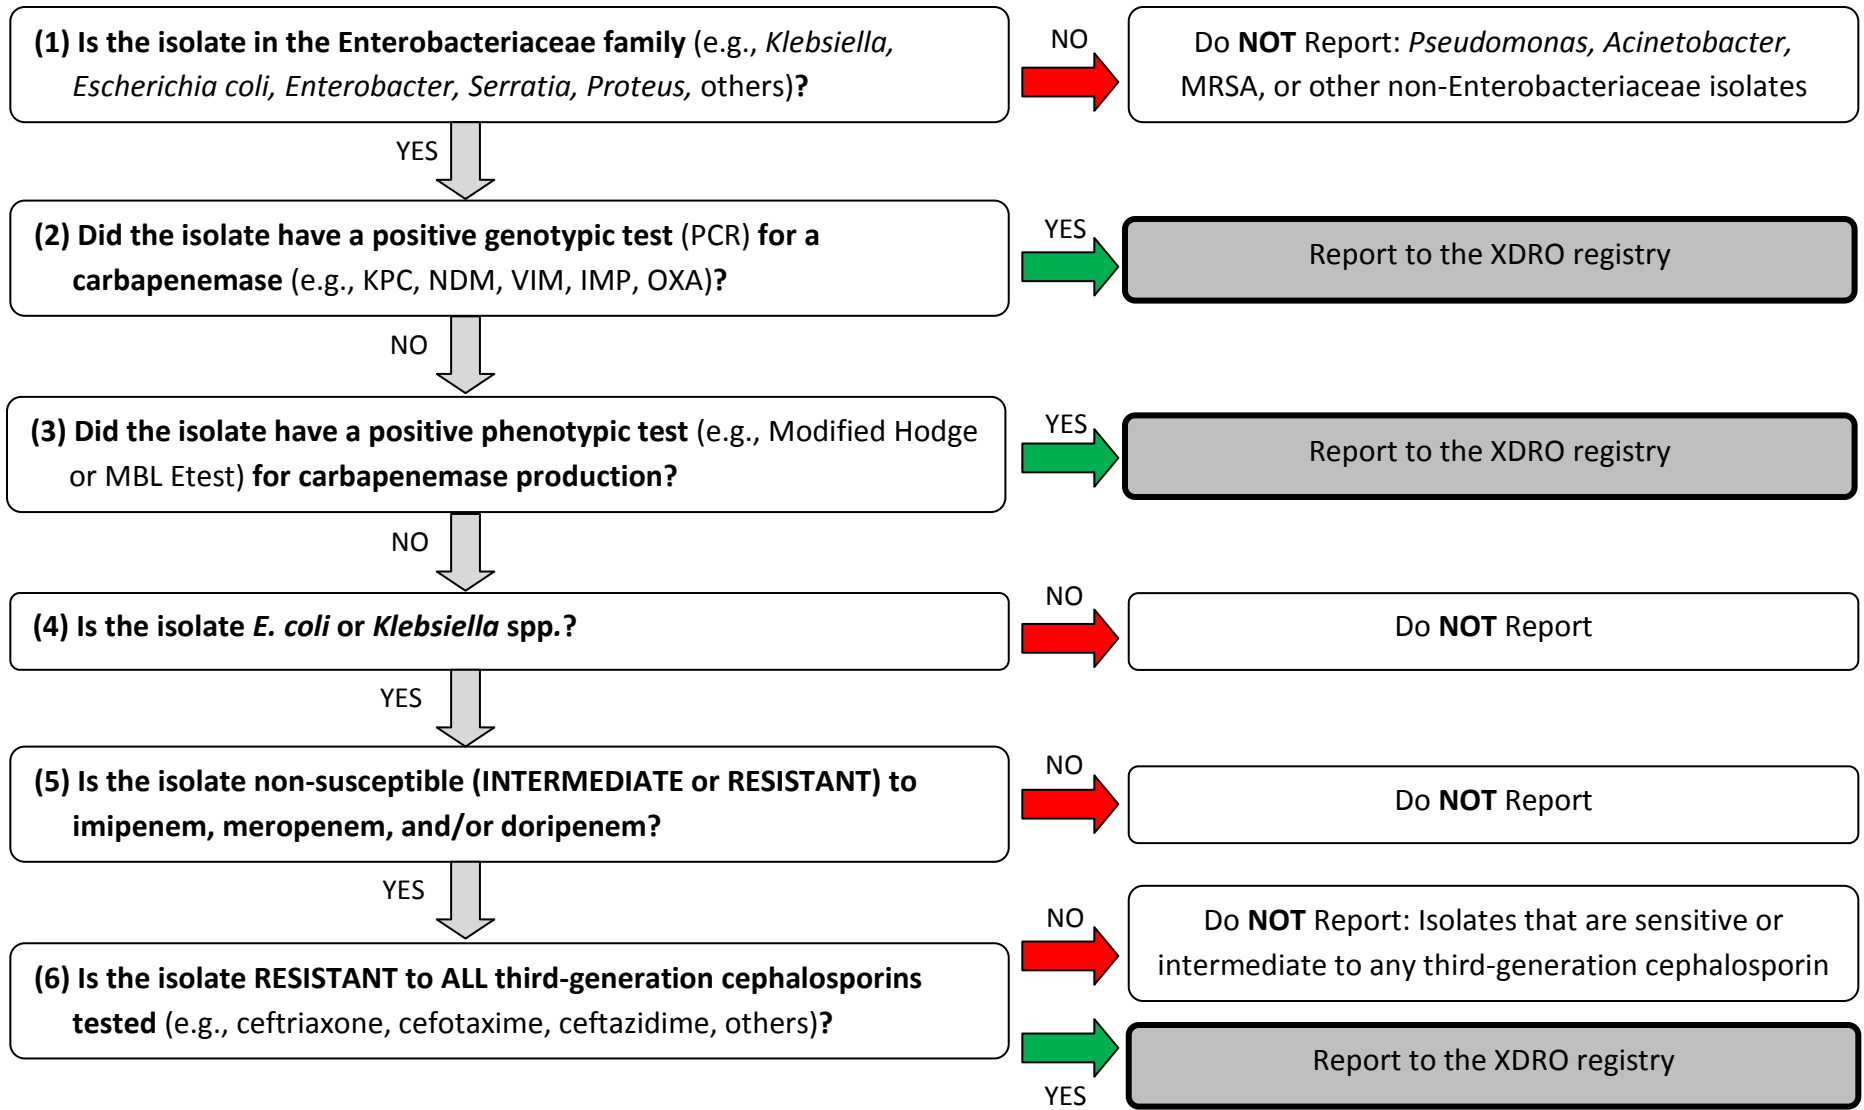 (1) Is the isolate in the Enterobacteriaceae family (e.g., Klebsiella,
Escherichia coli, Enterobacter, Serratia, Proteus, others)?
NO
Do NOT Report: Pseudomonas, Acinetobacter,
MRSA, or other non-Enterobacteriaceae isolates
YES
(2) Did the isolate have a positive genotypic test (PCR) for a
carbapenemase (e.g., KPC, NDM, VIM, IMP, OXA)?
YES
Report to the XDRO registry
NO
(3) Did the isolate have a positive phenotypic test (e.g., Modified Hodge
or MBL Etest) for carbapenemase production?
YES
Report to the XDRO registry
NO
(4) Is the isolate E. coli or Klebsiella spp.?
NO
Do NOT Report
YES
(5) Is the isolate non-susceptible (INTERMEDIATE or RESISTANT) to
imipenem, meropenem, and/or doripenem?
NO
Do NOT Report
YES
(6) Is the isolate RESISTANT to ALL third-generation cephalosporins
tested (e.g., ceftriaxone, cefotaxime, ceftazidime, others)?
NO
Do NOT Report: Isolates that are sensitive or
intermediate to any third-generation cephalosporin
YES
Report to the XDRO registry